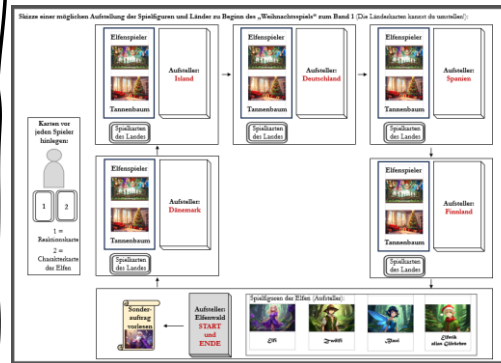 Skizze einer möglichen Aufstellung der Spielfiguren und Länder zu Beginn des „Weihnachtsspiels“ zum Band 1 (Die Länderkarten kannst du umstellen!):
Elfenspieler
Tannenbaum
Aufsteller:
Island
Spielkarten
des Landes
Elfenspieler
Tannenbaum
Aufsteller:
Deutschland
Spielkarten
des Landes
Elfenspieler
Tannenbaum
Aufsteller:
Spanien
Spielkarten
des Landes
Karten vor
jeden Spieler
hinlegen:
1
2
1 =
Reaktionskarte
2 =
Charakterkarte
der Elfen
Elfenspieler
Tannenbaum
Aufsteller:
Dänemark
Spielkarten
des Landes
Elfenspieler
Tannenbaum
Aufsteller:
Finnland
Spielkarten
des Landes
Sonder-
auftrag
vorlesen
Aufsteller:
Elfenwald
START
und
ENDE
Spielfiguren der Elfen (Aufsteller):
Elfi
Zwölfi